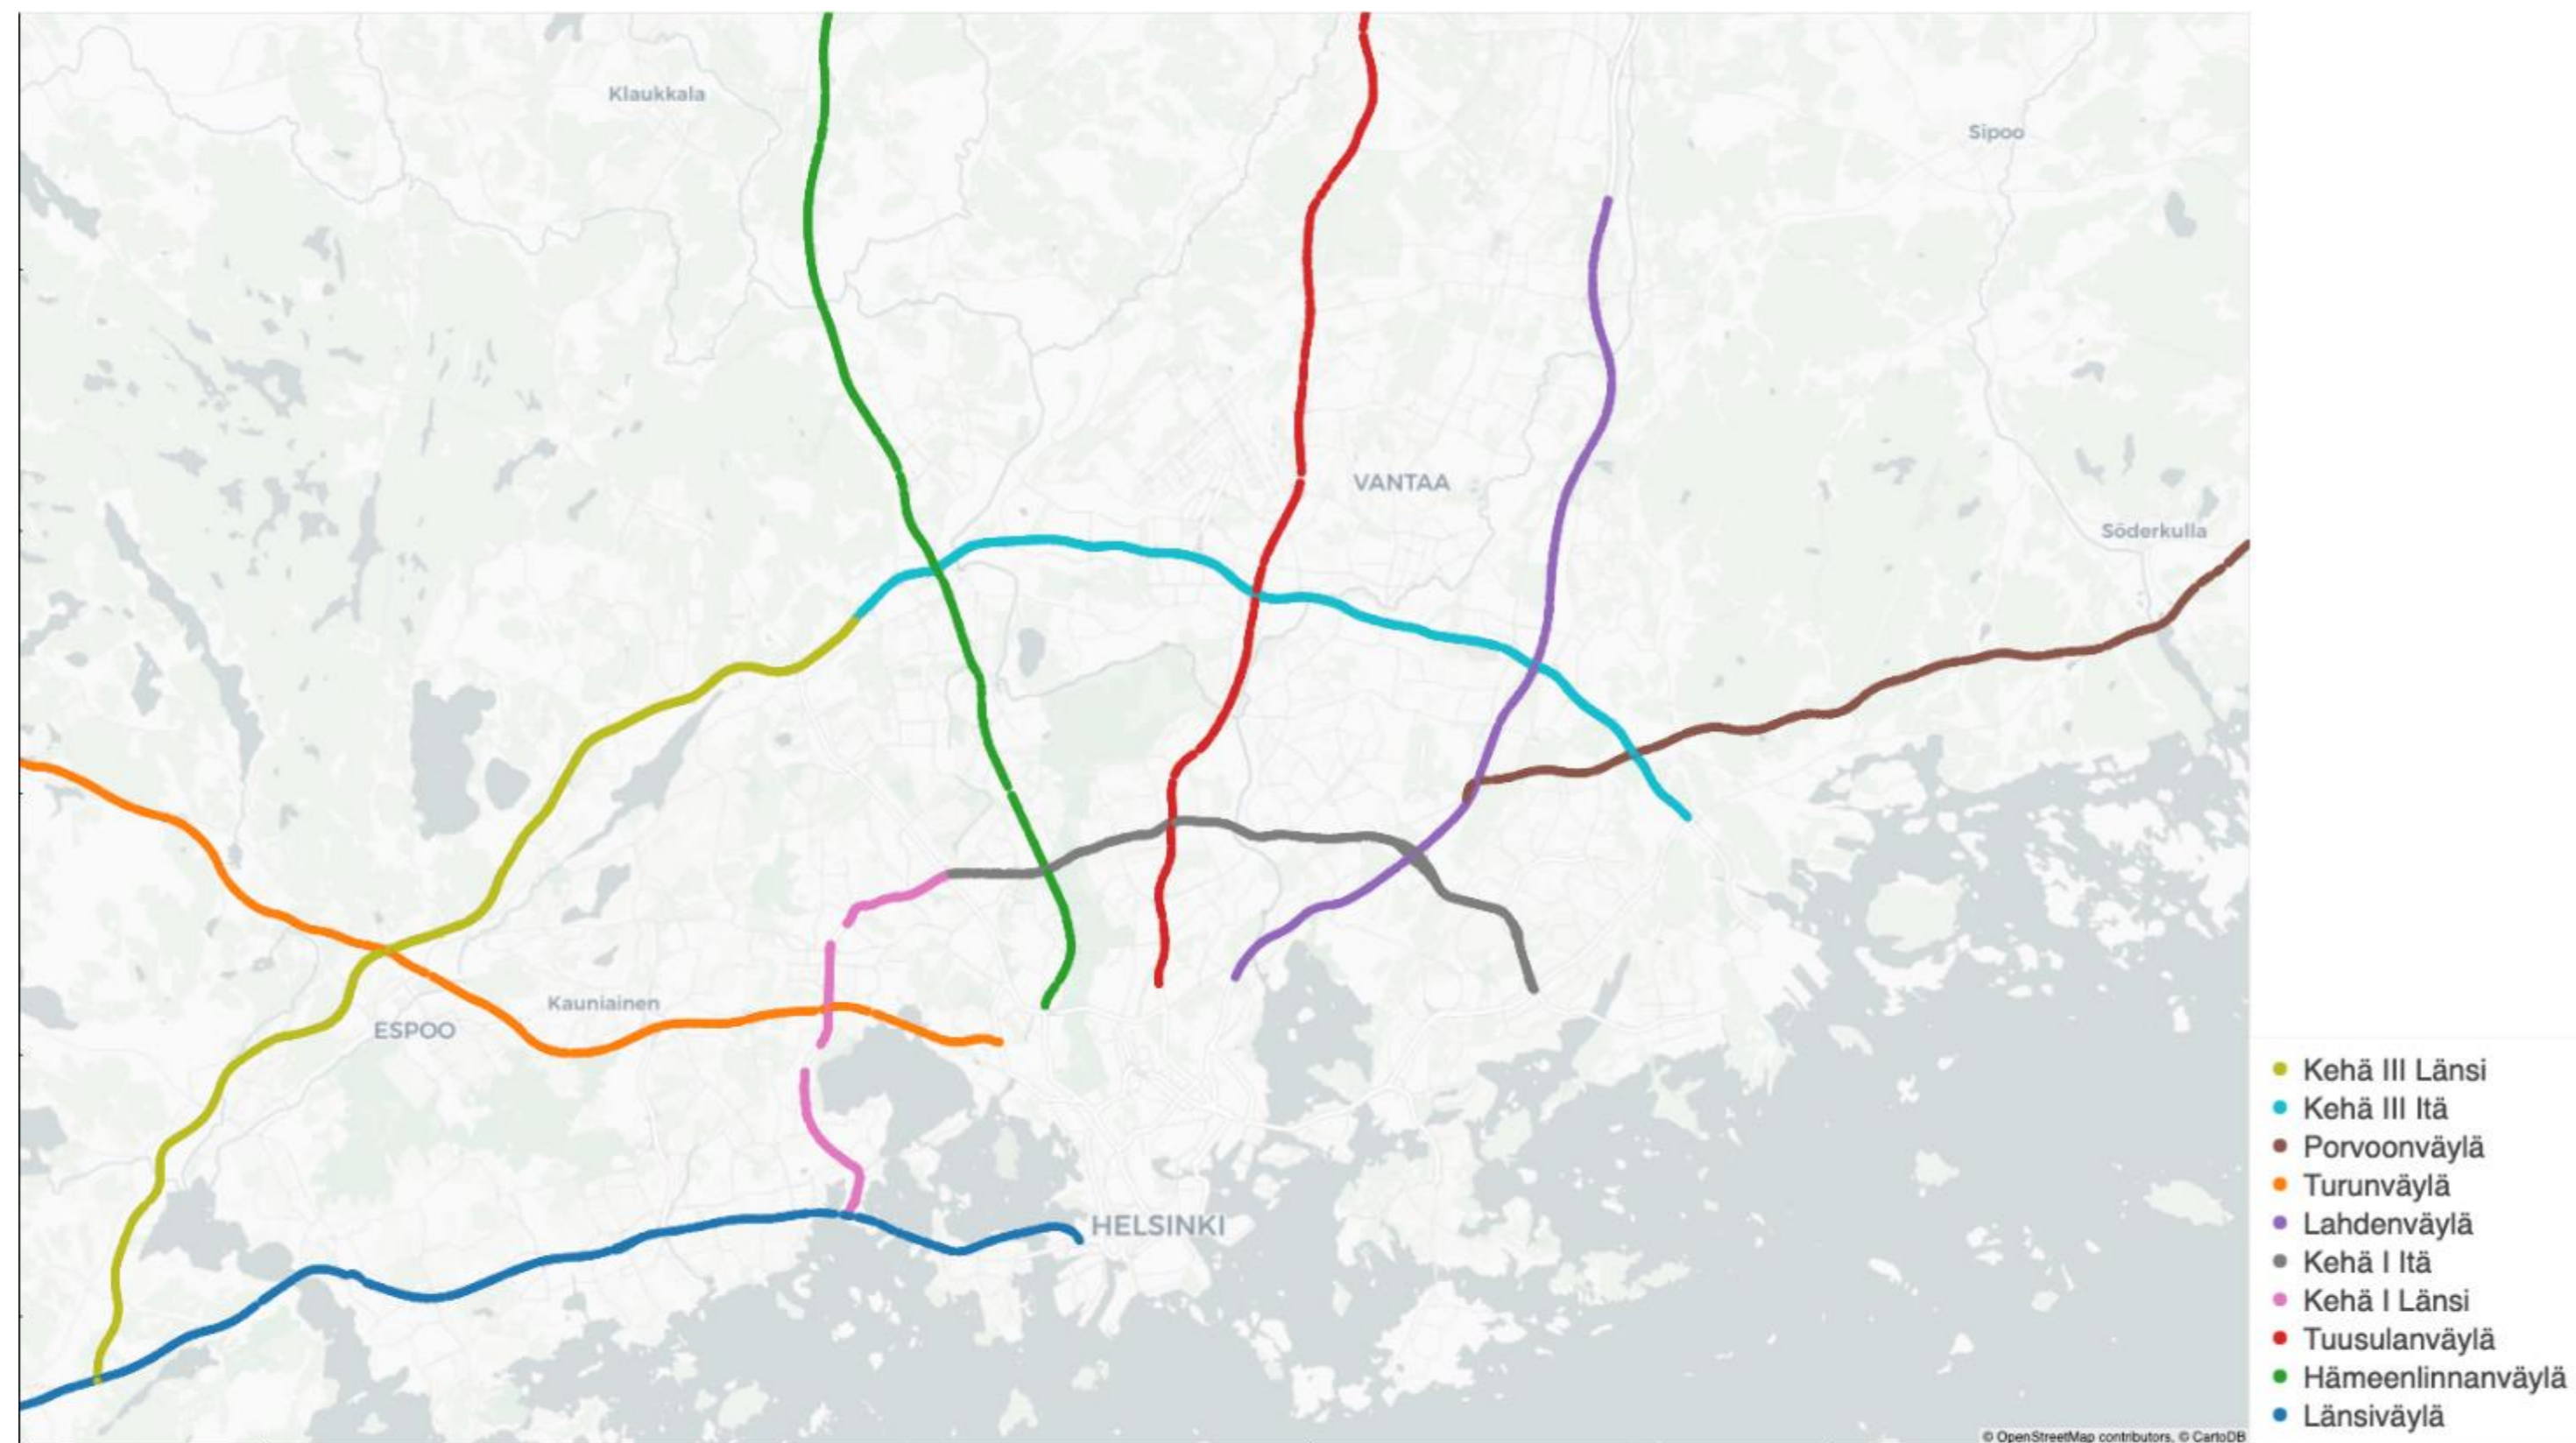 Klaukkala
Sipoo
VANTAA
Söderkulla
Kauniainen
ESPOO
HELSINKI
Kehä III Länsi
Kehä III Itä
Porvoonväylä
Turunväylä
Lahdenväylä
Kehä I Itä
Kehä I Länsi
Tuusulanväylä
Hämeenlinnanväylä
Länsiväylä
© OpenStreetMap contributors, © CartoDB